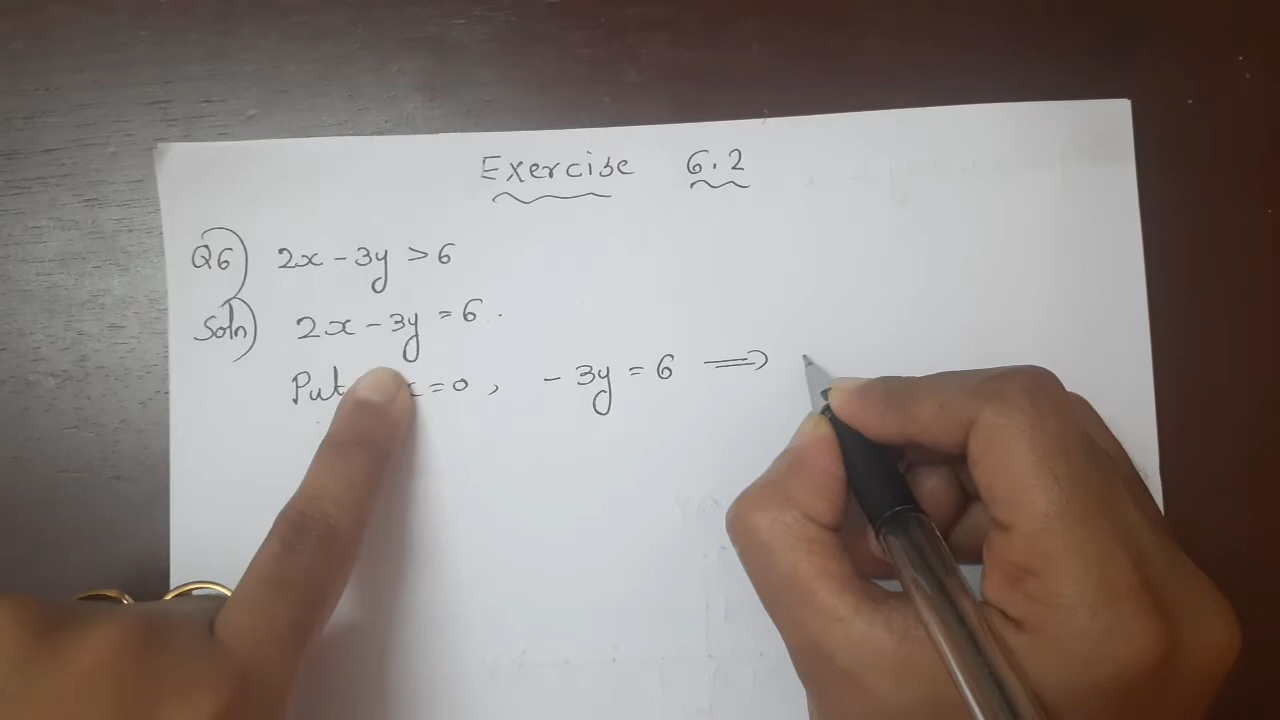 Exercise 6.2
Q6) 2x - 3y > 6
Soln) 2x - 3y = 6.
Put x = 0, - 3y = 6 ⟹